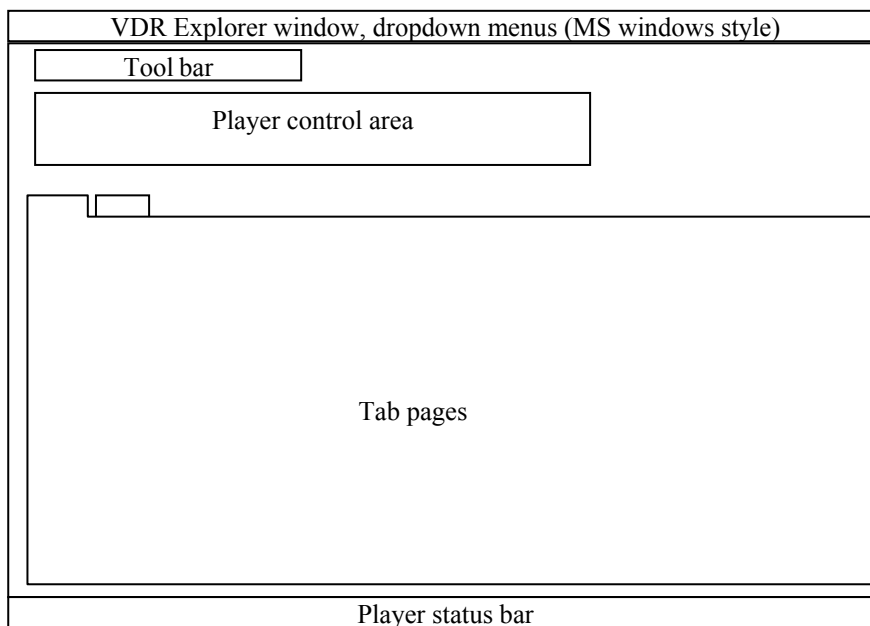 VDR Explorer window, dropdown menus (MS windows style)
Tool bar
Player control area
Tab pages
Player status bar